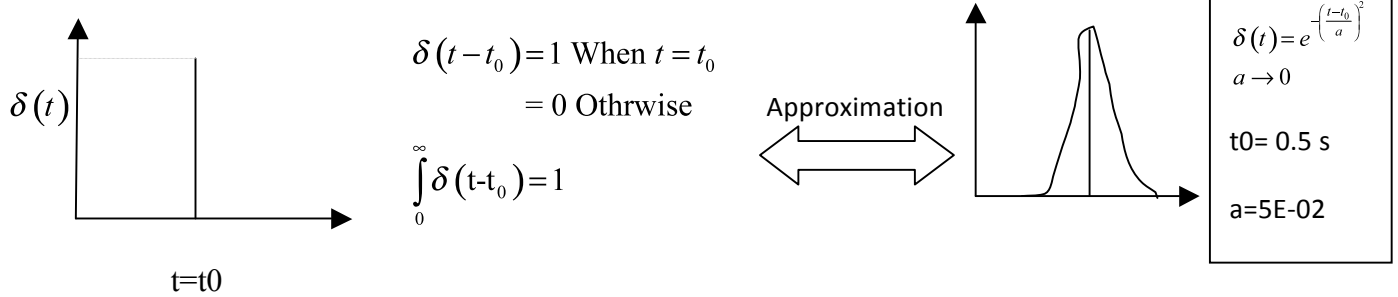 δ(t)
t=t0
δ(t−t₀)=1 When t=t₀
= 0 Othrwise
∫₀^∞ δ(t-t₀)=1
Approximation
δ(t)=e^{-((t−t₀)/a)²}
a→0
t0= 0.5 s
a=5E-02